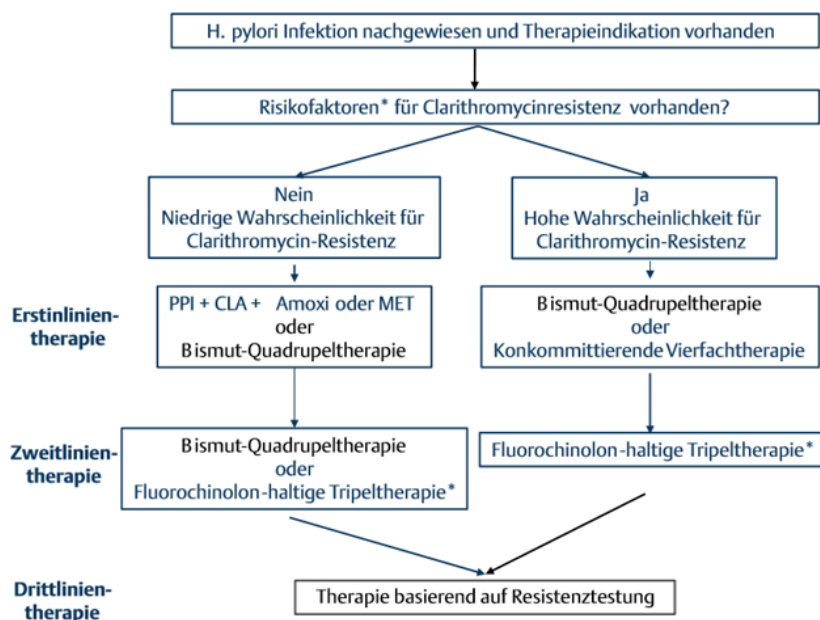 H. pylori Infektion nachgewiesen und Therapieindikation vorhanden
Risikofaktoren* für Clarithromycinresistenz vorhanden?
Nein
Niedrige Wahrscheinlichkeit für
Clarithromycin-Resistenz
Ja
Hohe Wahrscheinlichkeit für
Clarithromycin-Resistenz
Erstinlinien-
therapie
PPI + CLA + Amoxi oder MET
oder
Bismut-Quadrupeltherapie
Bismut-Quadrupeltherapie
oder
Konkommittierende Vierfachtherapie
Zweitlinien-
therapie
Bismut-Quadrupeltherapie
oder
Fluorochinolon-haltige Tripeltherapie*
Fluorochinolon-haltige Tripeltherapie*
Drittlinien-
therapie
Therapie basierend auf Resistenztestung